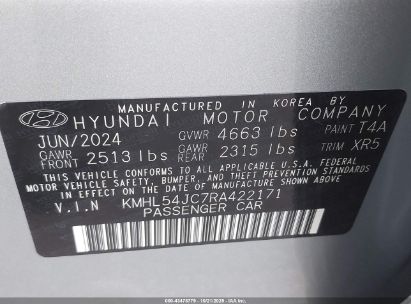 MANUFACTURED IN KOREA BY
HYUNDAI MOTOR COMPANY
JUN/2024 GVWR 4663 lbs PAINT T4A
GAWR FRONT 2513 lbs GAWR REAR 2315 lbs TRIM XR5
THIS VEHICLE CONFORMS TO ALL APPLICABLE U.S. FEDERAL
MOTOR VEHICLE SAFETY, BUMPER, AND THEFT PREVENTION STANDARDS
IN EFFECT ON THE DATE OF MANUFACTURE SHOWN ABOVE.
V.I.N KMHL54JC7RA422171
PASSENGER CAR